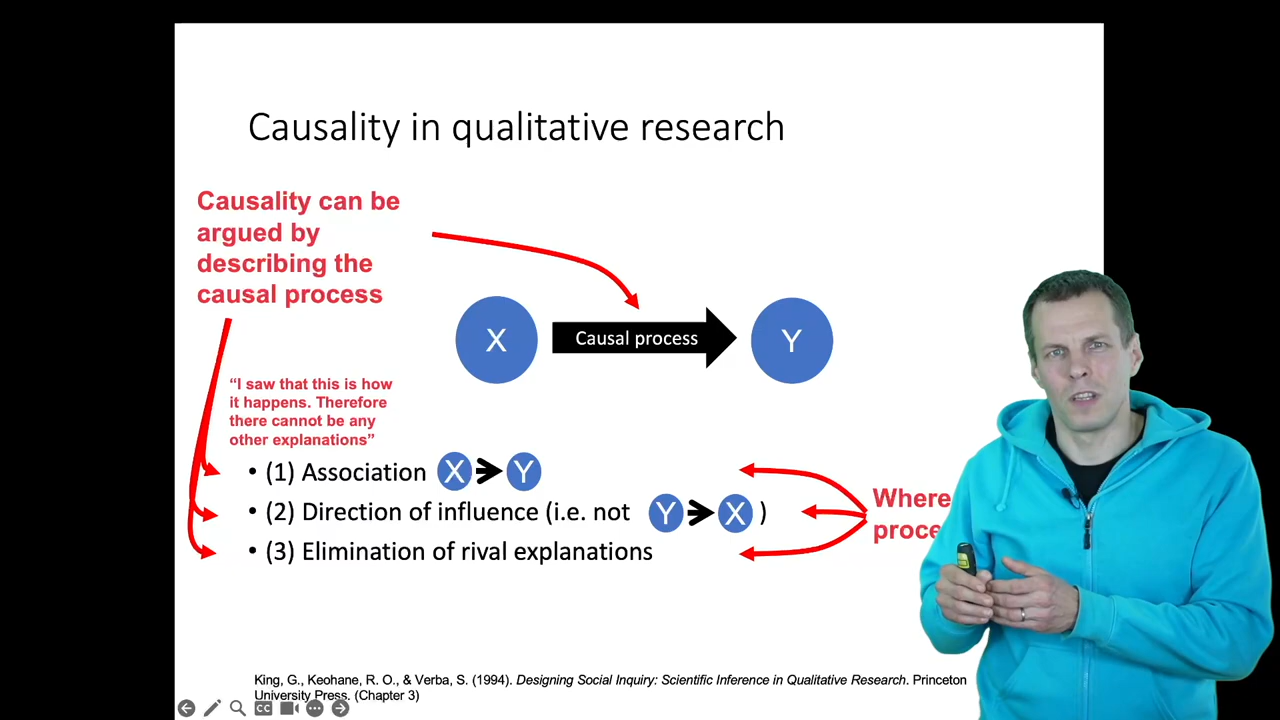 Causality in qualitative research
Causality can be
argued by
describing the
causal process
X
Causal process
Y
“I saw that this is how
it happens. Therefore
there cannot be any
other explanations”
• (1) Association X > Y
• (2) Direction of influence (i.e. not Y > X )
• (3) Elimination of rival explanations
Where
King, G., Keohane, R. O., & Verba, S. (1994). Designing Social Inquiry: Scientific Inference in Qualitative Research. Princeton
University Press. (Chapter 3)
CC